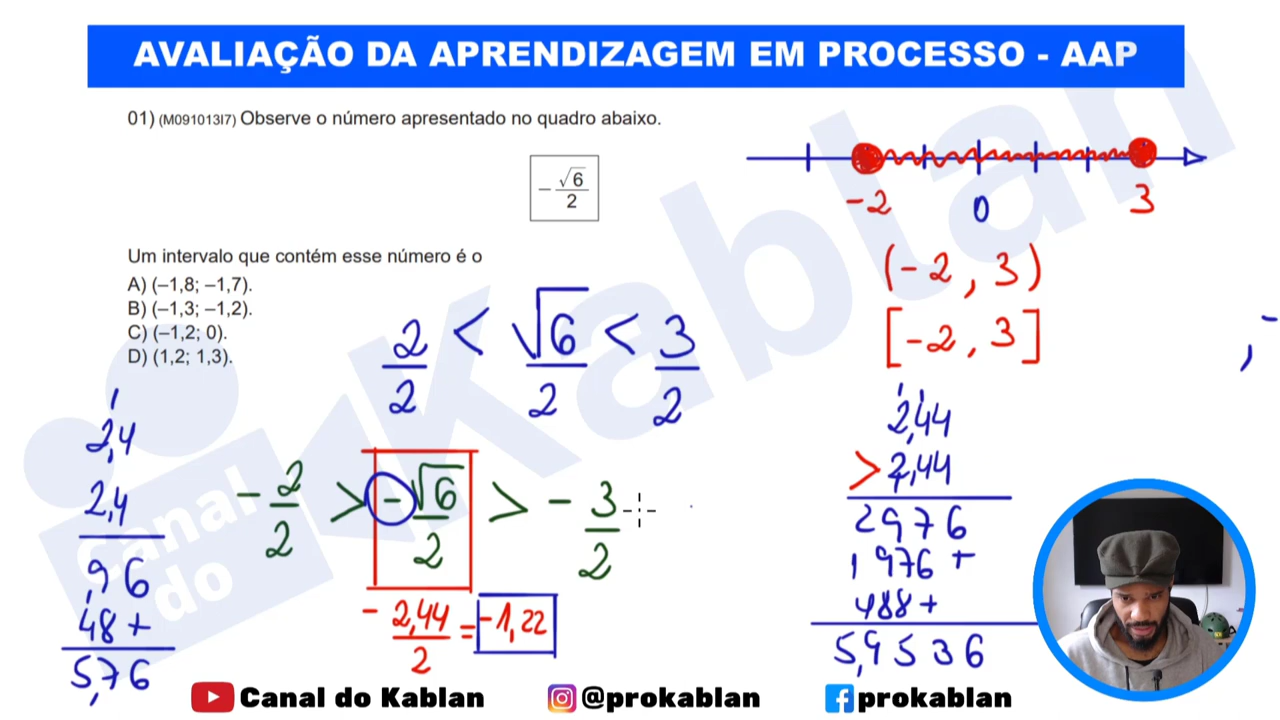 AVALIAÇÃO DA APRENDIZAGEM EM PROCESSO - AAP
01) (M091013I7) Observe o número apresentado no quadro abaixo.
-√6/2
Um intervalo que contém esse número é o
A) (–1,8; –1,7).
B) (–1,3; –1,2).
C) (–1,2; 0).
D) (1,2; 1,3).
-2 0 3
(-2, 3)
[-2, 3]
2/2 < √6/2 < 3/2
-2/2 > -√6/2 > -3/2
-2,44/2 = -1,22
2,4
2,4
,96
48+
5,76
2,44
> 2,44
2976
1976+
488+
5,9536
Canal do Kablan
Canal do Kablan
@prokablan
prokablan